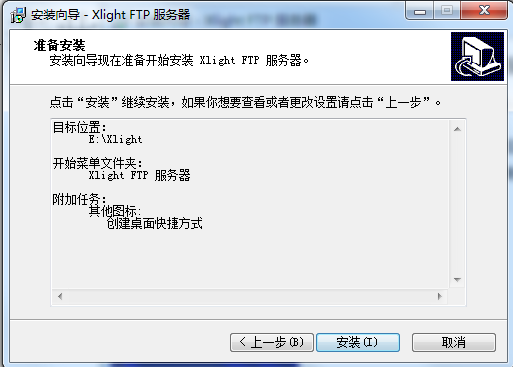 安装向导 - Xlight FTP 服务器
准备安装
安装向导现在准备开始安装 Xlight FTP 服务器。
点击“安装”继续安装，如果你想要查看或者更改设置请点击“上一步”。
目标位置:
E:\Xlight
开始菜单文件夹:
Xlight FTP 服务器
附加任务:
其他图标:
创建桌面快捷方式
< 上一步(B)
安装(I)
取消